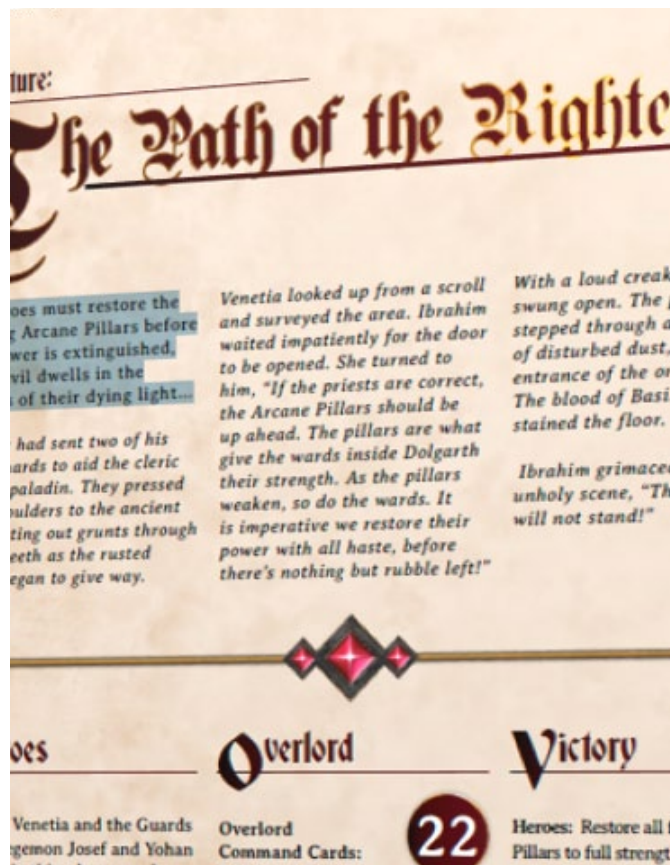 ture:
The Path of the Righteo
oes must restore the
g Arcane Pillars before
wer is extinguished,
vil dwells in the
of their dying light...
had sent two of his
ards to aid the cleric
paladin. They pressed
oulders to the ancient
ting out grunts through
eeth as the rusted
egan to give way.
Venetia looked up from a scroll
and surveyed the area. Ibrahim
waited impatiently for the door
to be opened. She turned to
him, “If the priests are correct,
the Arcane Pillars should be
up ahead. The pillars are what
give the wards inside Dolgarth
their strength. As the pillars
weaken, so do the wards. It
is imperative we restore their
power with all haste, before
there’s nothing but rubble left!”
With a loud creak
swung open. The p
stepped through
of disturbed dust,
entrance of the or
The blood of Basi
stained the floor.
Ibrahim grimaced
unholy scene, “Th
will not stand!”
oes
Venetia and the Guards
gemon Josef and Yohan
Overlord
Overlord
Command Cards:
22
Victory
Heroes: Restore all f
Pillars to full strengt